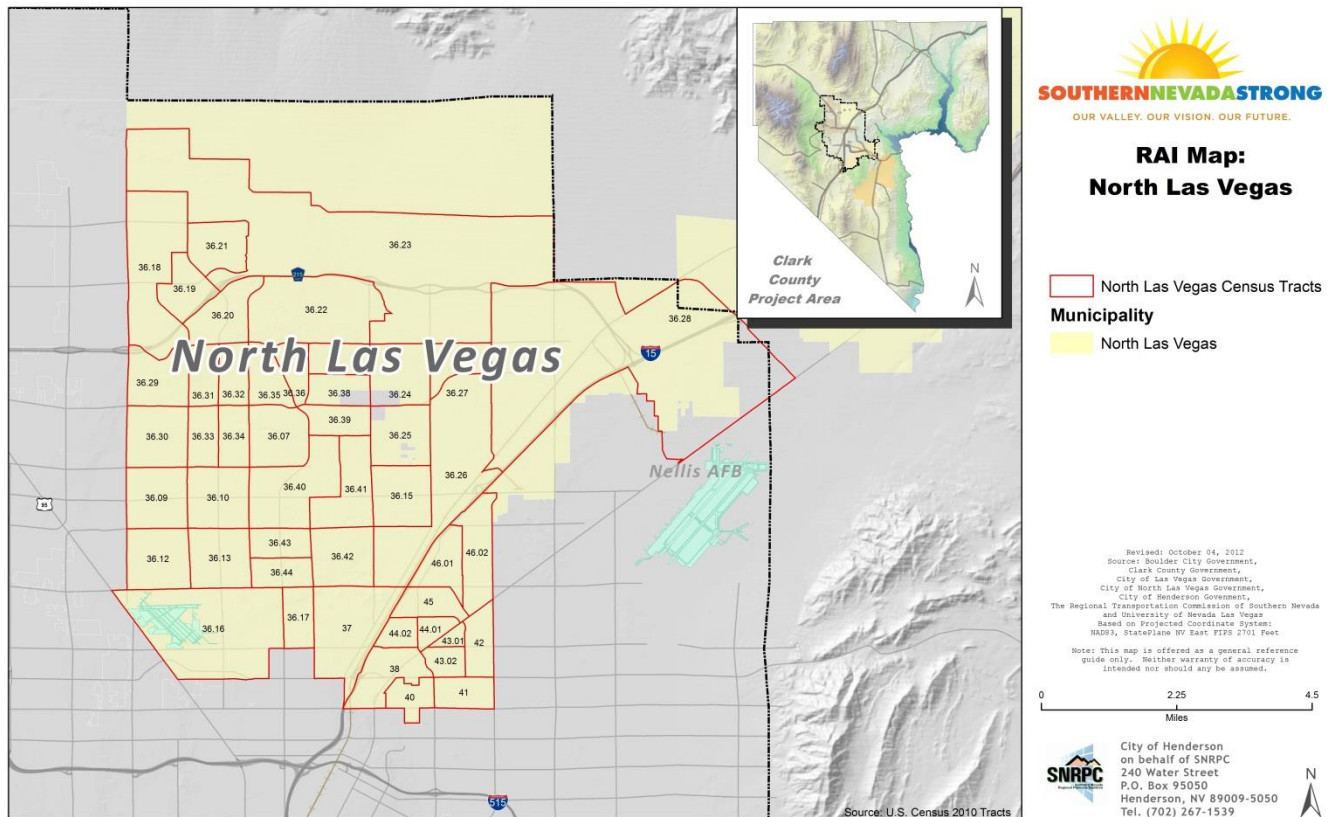 36.23
36.21
36.18
36.19
215
36.20
36.22
36.28
North Las Vegas
15
36.29
36.31
36.32
36.35
36.36
36.38
36.24
36.27
36.39
36.30
36.33
36.34
36.07
36.25
Nellis AFB
36.26
36.40
36.41
36.09
36.10
36.15
95
36.43
36.12
36.13
36.42
46.01
46.02
36.44
45
36.16
36.17
37
44.02
44.01
43.01
42
43.02
38
40
41
515
Source: U.S. Census 2010 Tracts
Clark
County
Project Area
N
SOUTHERNNEVADASTRONG
OUR VALLEY. OUR VISION. OUR FUTURE.
RAI Map:
North Las Vegas
North Las Vegas Census Tracts
Municipality
North Las Vegas
Revised: October 04, 2012
Source: Boulder City Government,
Clark County Government,
City of Las Vegas Government,
City of North Las Vegas Government,
City of Henderson Govenment,
The Regional Transportation Commission of Southern Nevada
and University of Nevada Las Vegas
Based on Projected Coordinate System:
NAD83, StatePlane NV East FIPS 2701 Feet
Note: This map is offered as a general reference
guide only. Neither warranty of accuracy is
intended nor should any be assumed.
0 2.25 4.5
Miles
SNRPC
City of Henderson
on behalf of SNRPC
240 Water Street
P.O. Box 95050
Henderson, NV 89009-5050
Tel. (702) 267-1539
N